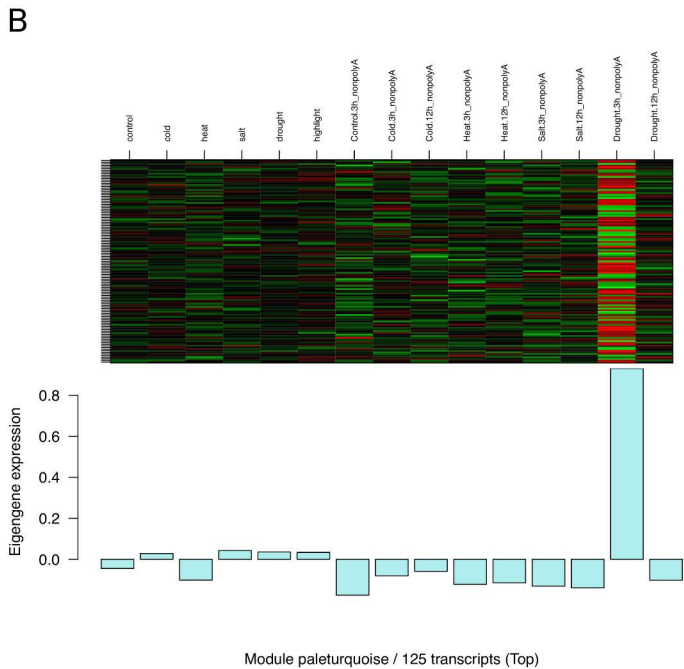 B
control
cold
heat
salt
drought
highlight
Control.3h_nonpolyA
Cold.3h_nonpolyA
Cold.12h_nonpolyA
Heat.3h_nonpolyA
Heat.12h_nonpolyA
Salt.3h_nonpolyA
Salt.12h_nonpolyA
Drought.3h_nonpolyA
Drought.12h_nonpolyA
Eigengene expression
0.8
0.6
0.4
0.2
0.0
Module paleturquoise / 125 transcripts (Top)